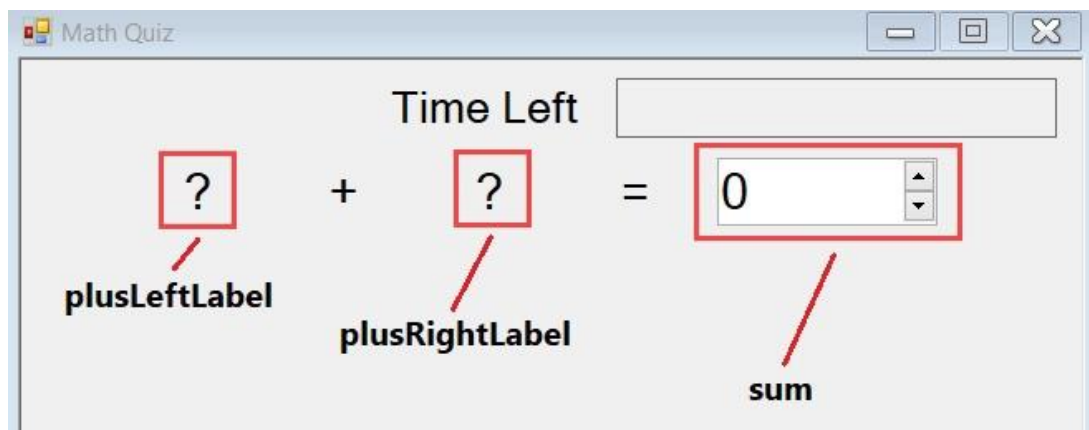 Math Quiz
Time Left
? + ? = 0
plusLeftLabel
plusRightLabel
sum